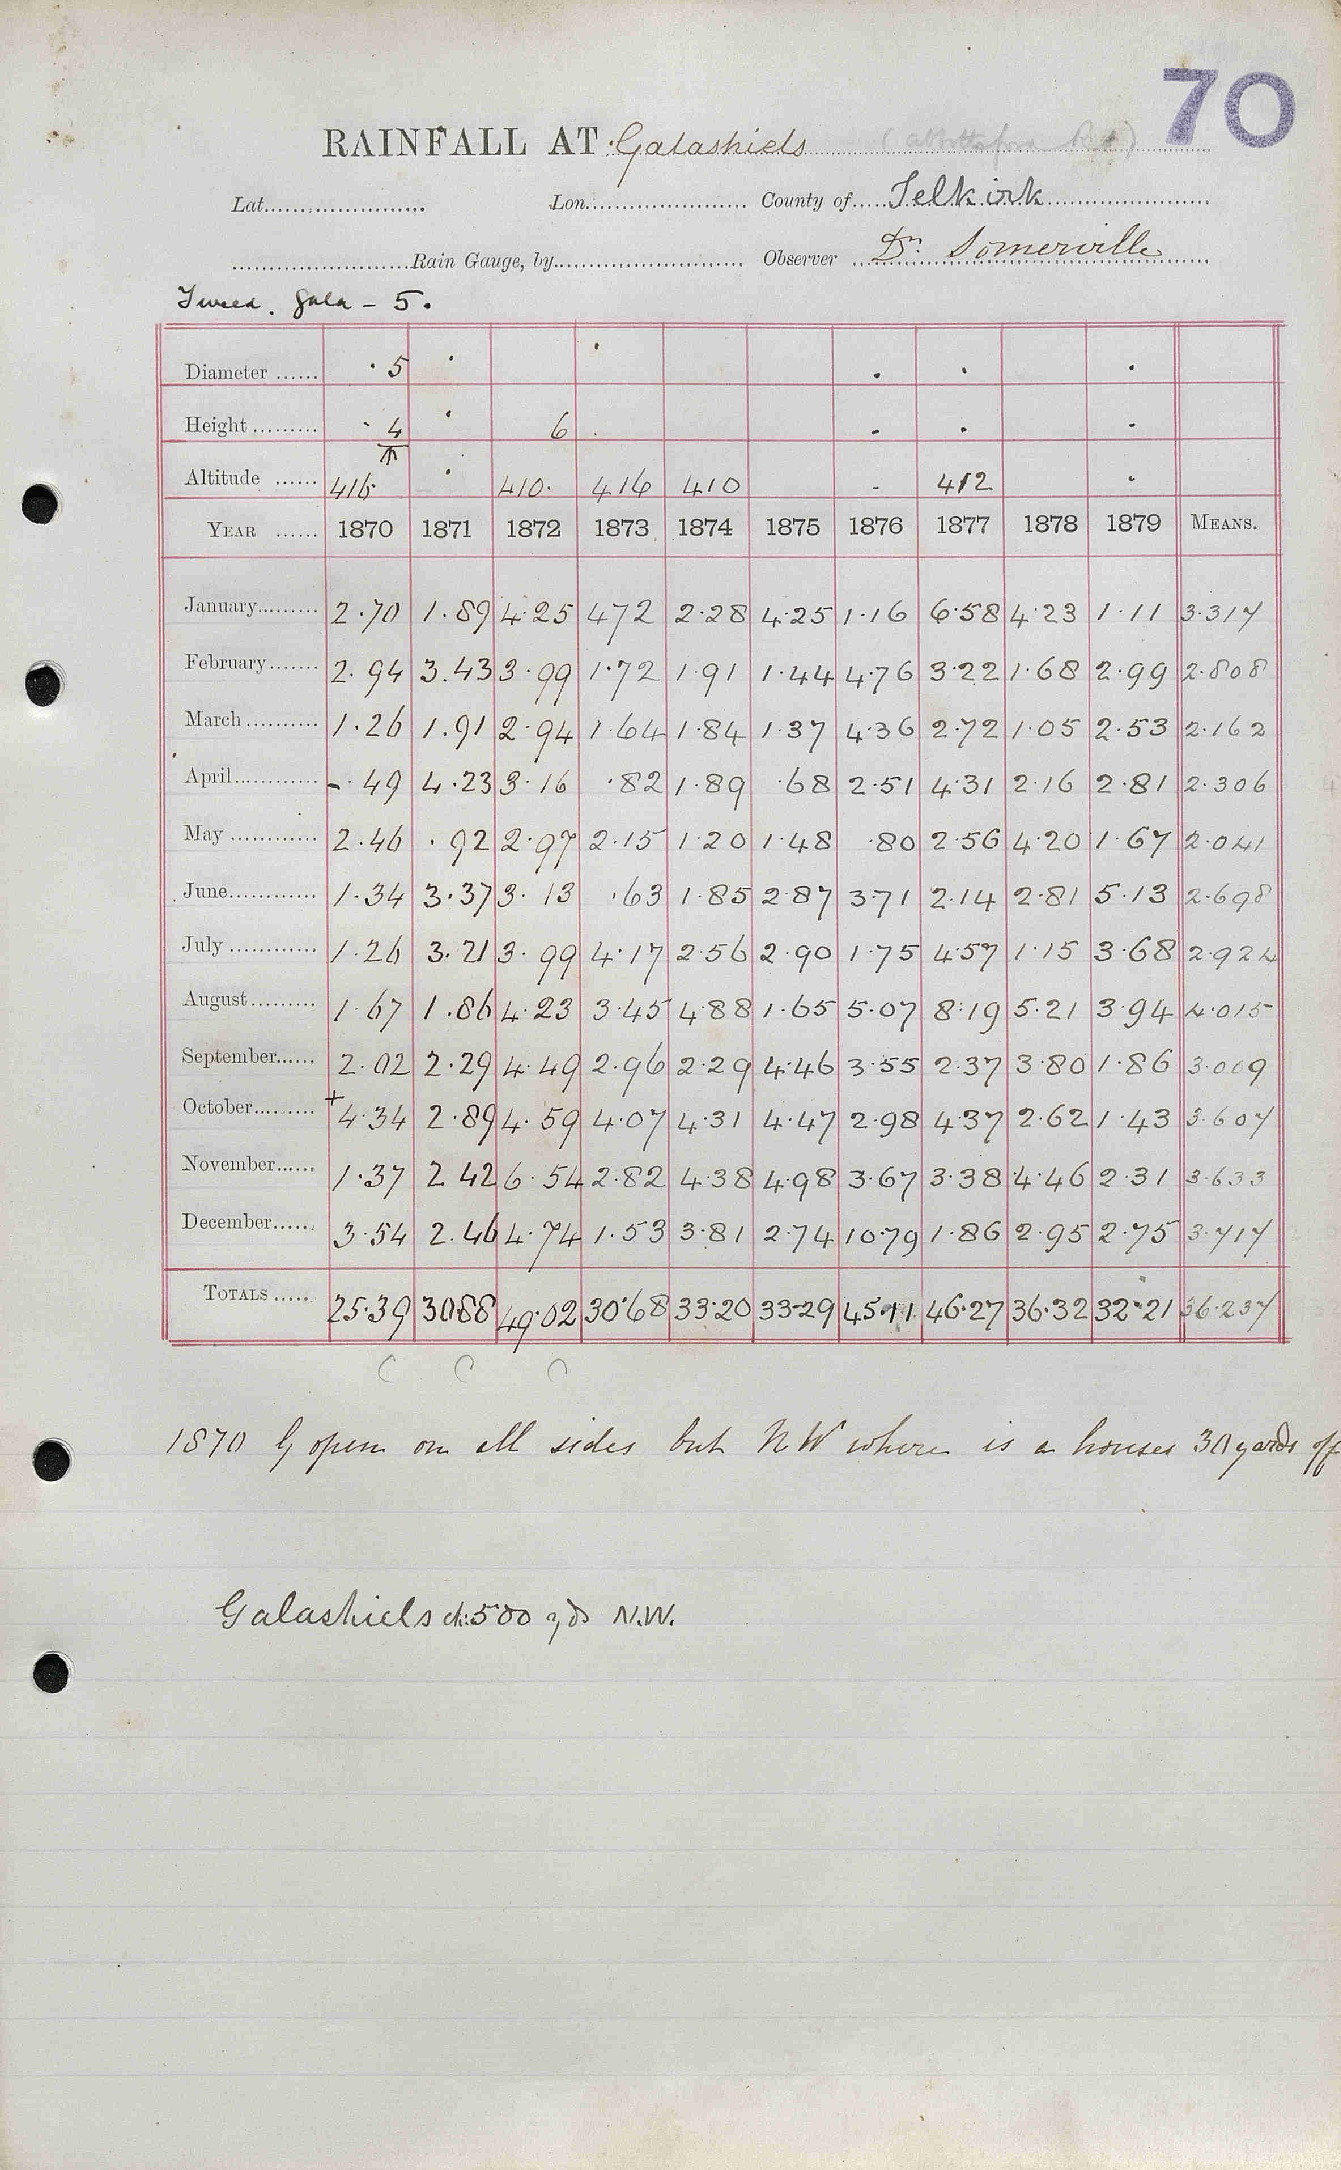 70
RAINFALL AT Galashiels
Lat. Lon. County of Selkirk
Rain Gauge, by Observer Dr. Somerville
Tweed. Gala - 5.
Diameter 5
Height 4 6
Altitude 416 410 416 410 412
YEAR 1870 1871 1872 1873 1874 1875 1876 1877 1878 1879 MEANS.
January 2.70 1.89 4.25 4.72 2.28 4.25 1.16 6.58 4.23 1.11 3.317
February 2.94 3.43 3.99 1.72 1.91 1.44 4.76 3.22 1.68 2.99 2.808
March 1.26 1.91 2.94 1.64 1.84 1.37 4.36 2.72 1.05 2.53 2.162
April - .49 4.23 3.16 .82 1.89 .68 2.51 4.31 2.16 2.81 2.306
May 2.46 .92 2.97 2.15 1.20 1.48 .80 2.56 4.20 1.67 2.041
June 1.34 3.37 3.13 .63 1.85 2.87 3.71 2.14 2.81 5.13 2.698
July 1.26 3.21 3.99 4.17 2.56 2.90 1.75 4.57 1.15 3.68 2.924
August 1.67 1.86 4.23 3.45 4.88 1.65 5.07 8.19 5.21 3.94 4.015
September 2.02 2.29 4.49 2.96 2.29 4.46 3.55 2.37 3.80 1.86 3.009
October + 4.34 2.89 4.59 4.07 4.31 4.47 2.98 4.37 2.62 1.43 3.607
November 1.37 2.42 6.54 2.82 4.38 4.98 3.67 3.38 4.46 2.31 3.633
December 3.54 2.46 4.74 1.53 3.81 2.74 10.79 1.86 2.95 2.75 3.717
TOTALS 25.39 30.88 49.02 30.68 33.20 33.29 45.11 46.27 36.32 32.21 36.237
C C C
1870 G open on all sides but NW where is a houses 30 yards off
Galashiels ch: 500 yds N.W.